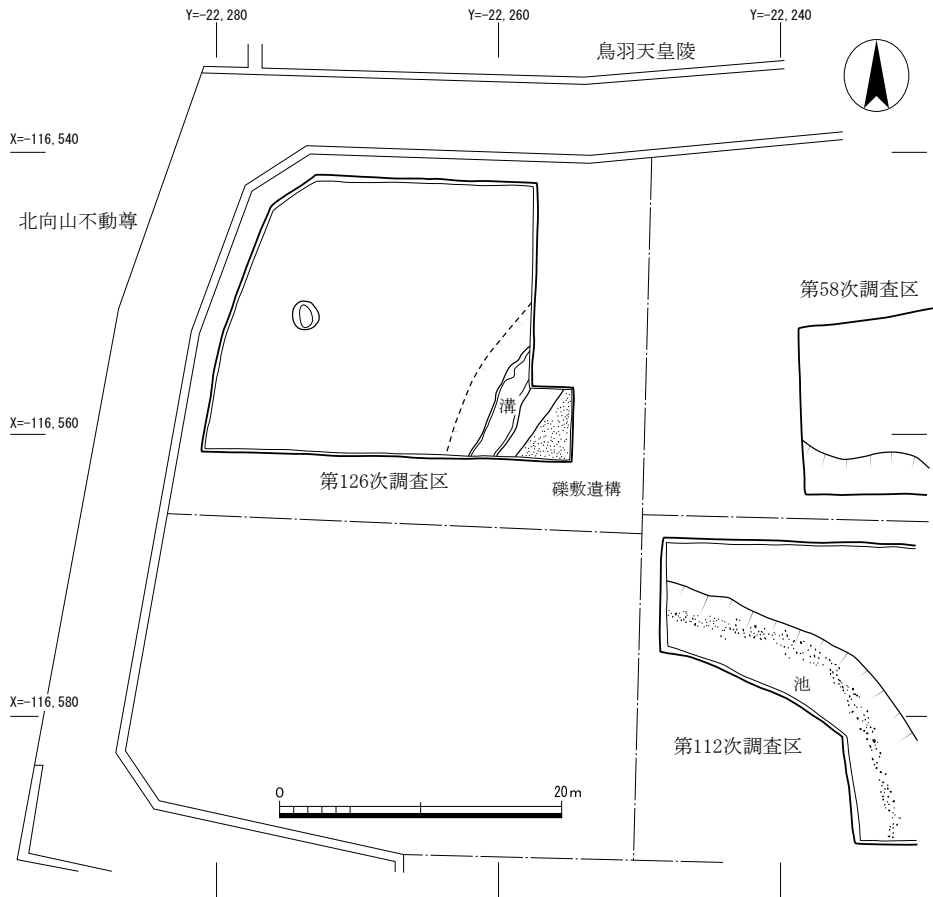 Y=-22,280
Y=-22,260
Y=-22,240
鳥羽天皇陵
X=-116,540
北向山不動尊
第58次調査区
溝
X=-116,560
第126次調査区
礫敷遺構
池
X=-116,580
第112次調査区
0 20m